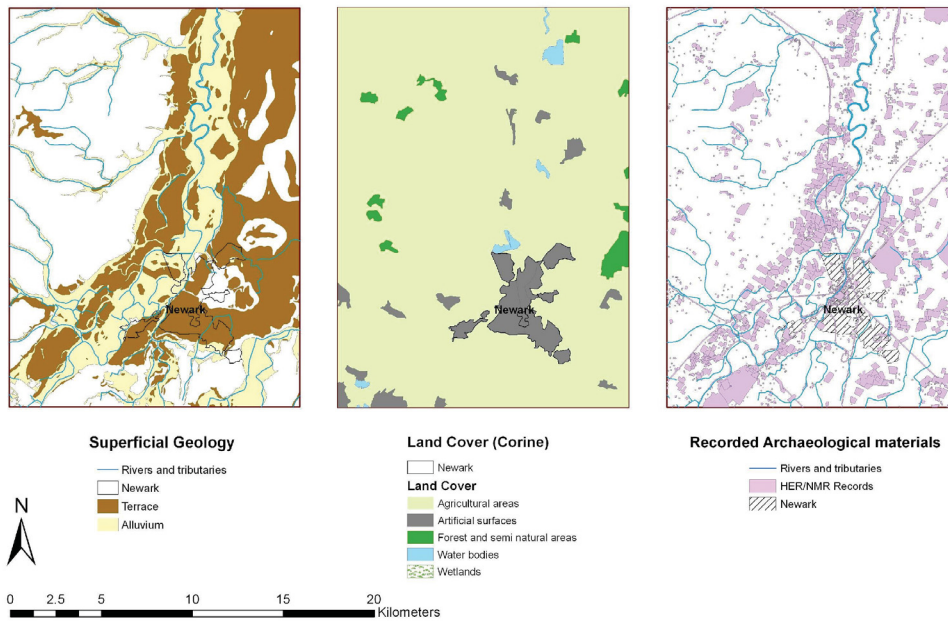 Newark
Newark
Newark
Superficial Geology
Rivers and tributaries
Newark
Terrace
Alluvium
Land Cover (Corine)
Newark
Land Cover
Agricultural areas
Artificial surfaces
Forest and semi natural areas
Water bodies
Wetlands
Recorded Archaeological materials
Rivers and tributaries
HER/NMR Records
Newark
N
0 2.5 5 10 15 20
Kilometers